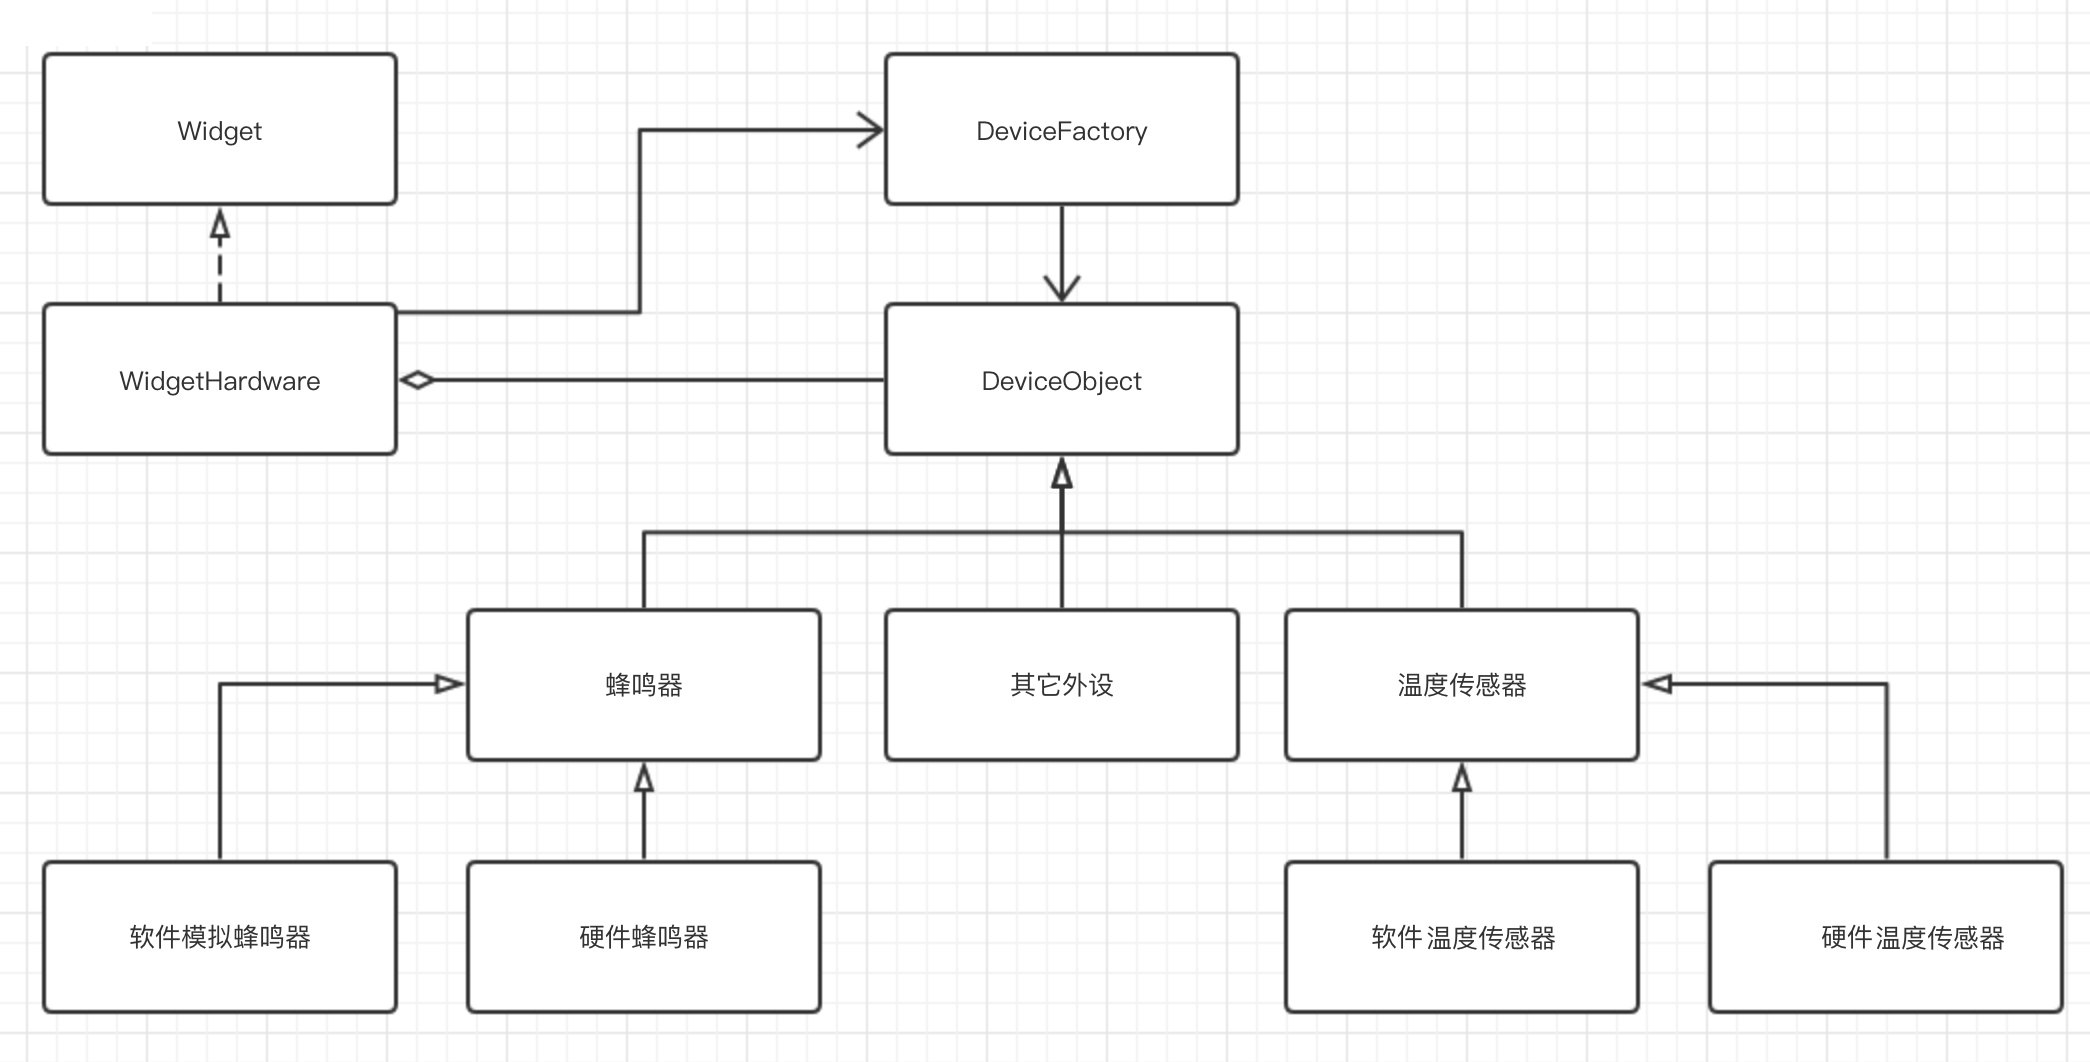 Widget
DeviceFactory
WidgetHardware
DeviceObject
蜂鸣器
其它外设
温度传感器
软件模拟蜂鸣器
硬件蜂鸣器
软件温度传感器
硬件温度传感器